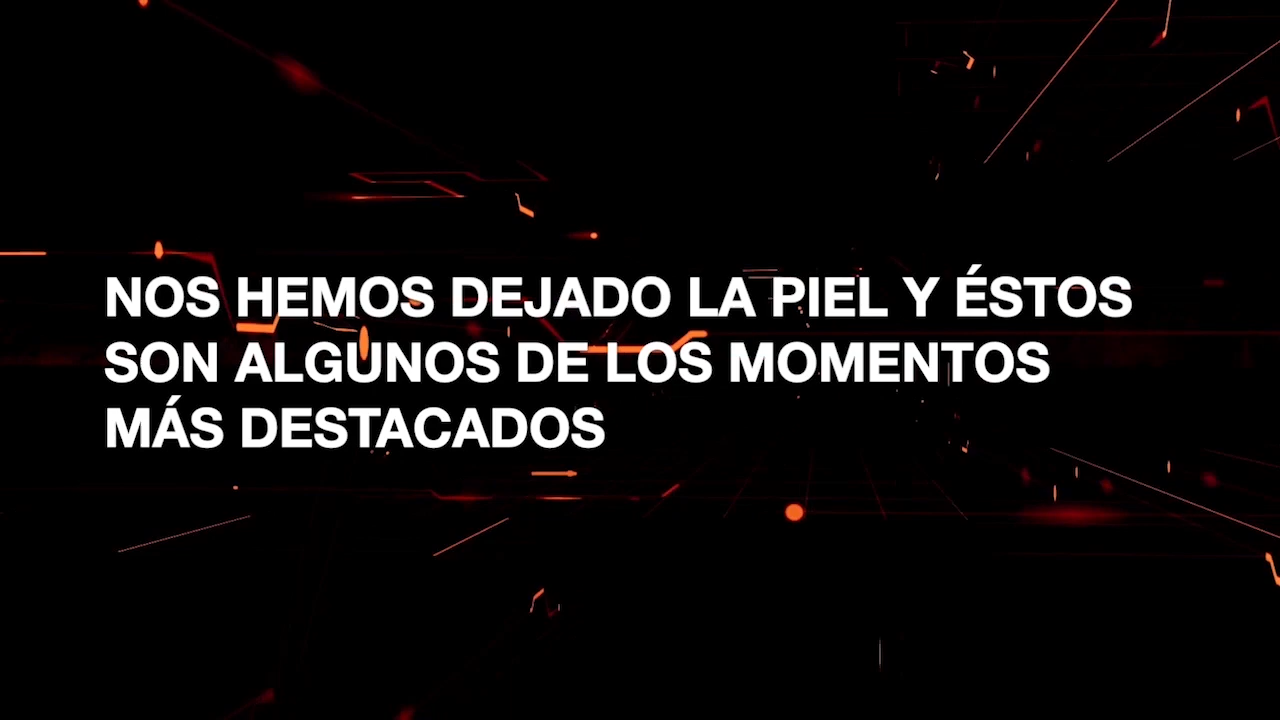 NOS HEMOS DEJADO LA PIEL Y ÉSTOS
SON ALGUNOS DE LOS MOMENTOS
MÁS DESTACADOS